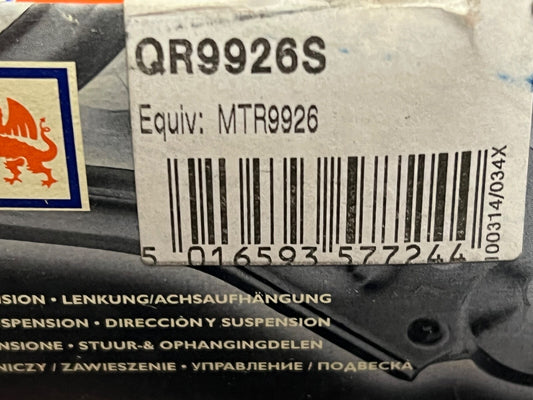 QR9926S
Equiv: MTR9926
5 016593 577244
100314/034X
SION • LENKUNG/ACHSAUFHÄNGUNG
SPENSION • DIRECCIÒN Y SUSPENSION
NSIONE • STUUR-& OPHANGINGDELEN
NICZY / ZAWIESZENIE • УПРАВЛЕНИЕ / ПОДВЕСКА